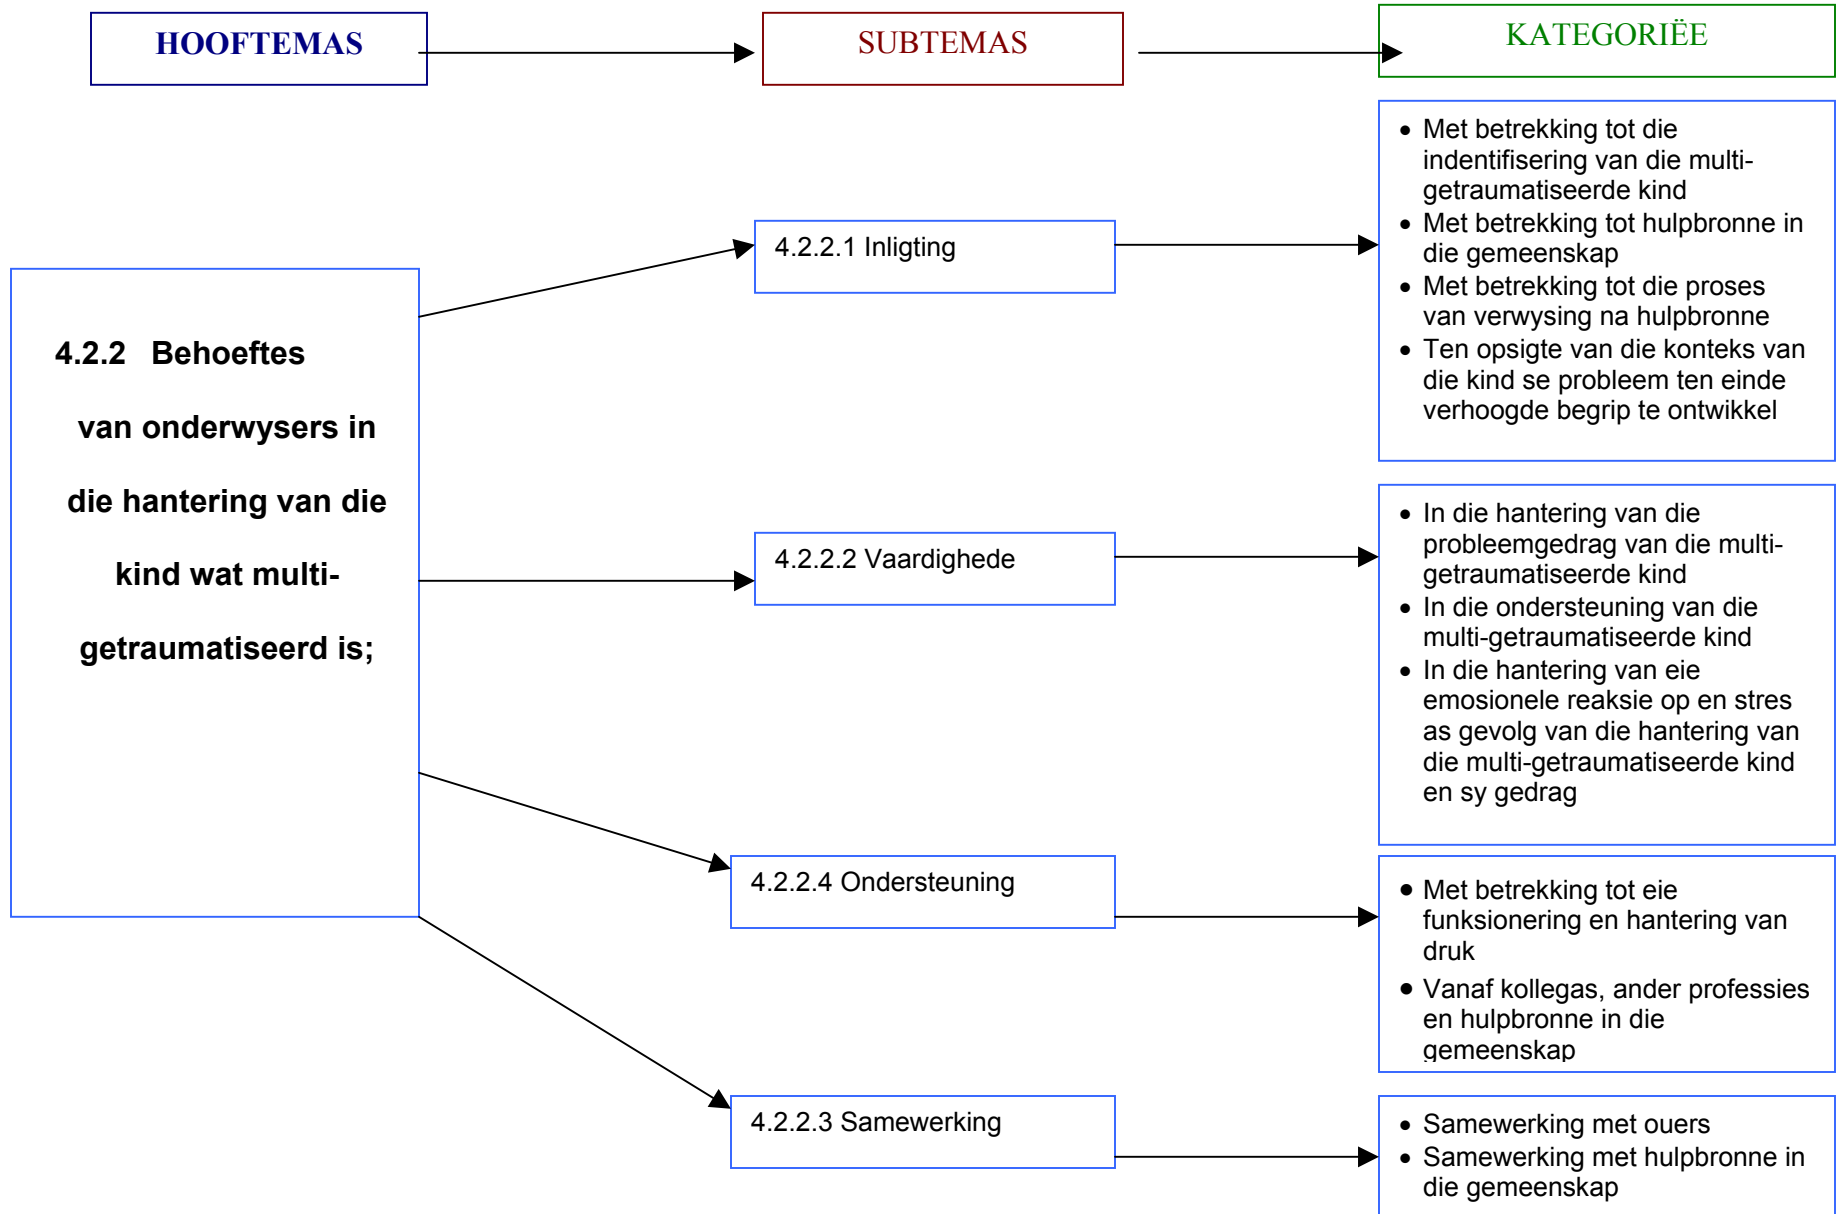 HOOFTEMAS
SUBTEMAS
KATEGORIËE
4.2.2 Behoeftes
van onderwysers in
die hantering van die
kind wat multi-
getraumatiseerd is;
4.2.2.1 Inligting
• Met betrekking tot die
indentifisering van die multi-
getraumatiseerde kind
• Met betrekking tot hulpbronne in
die gemeenskap
• Met betrekking tot die proses
van verwysing na hulpbronne
• Ten opsigte van die konteks van
die kind se probleem ten einde
verhoogde begrip te ontwikkel
4.2.2.2 Vaardighede
• In die hantering van die
probleemgedrag van die multi-
getraumatiseerde kind
• In die ondersteuning van die
multi-getraumatiseerde kind
• In die hantering van eie
emosionele reaksie op en stres
as gevolg van die hantering van
die multi-getraumatiseerde kind
en sy gedrag
4.2.2.4 Ondersteuning
• Met betrekking tot eie
funksionering en hantering van
druk
• Vanaf kollegas, ander professies
en hulpbronne in die
gemeenskap
4.2.2.3 Samewerking
• Samewerking met ouers
• Samewerking met hulpbronne in
die gemeenskap